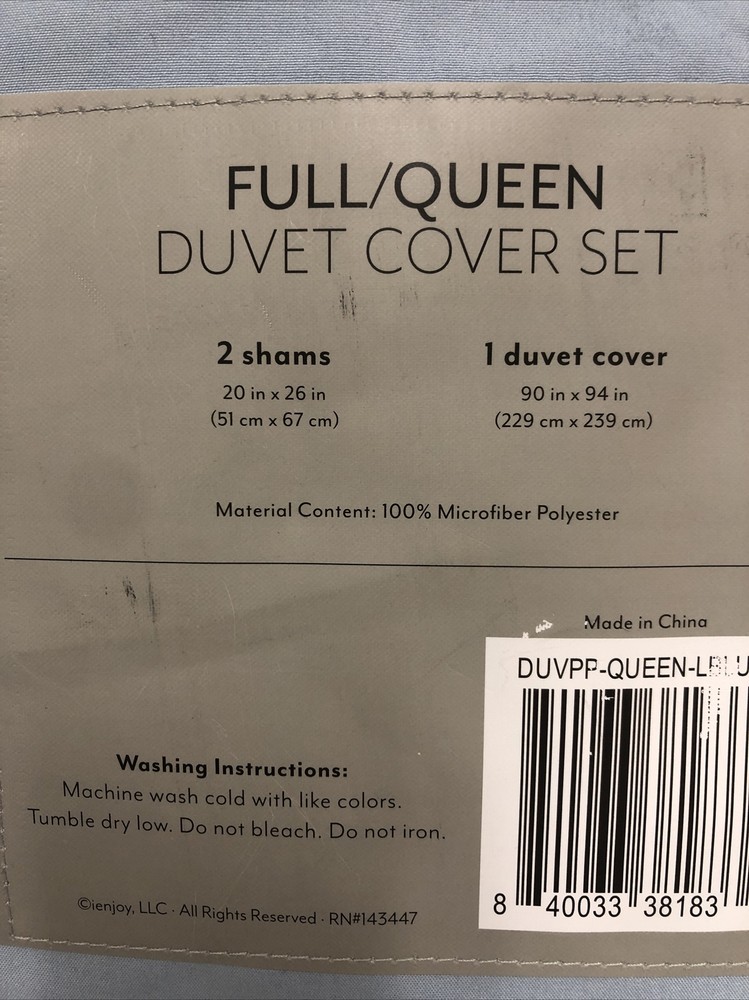 FULL/QUEEN
DUVET COVER SET
2 shams
20 in x 26 in
(51 cm x 67 cm)
1 duvet cover
90 in x 94 in
(229 cm x 239 cm)
Material Content: 100% Microfiber Polyester
Made in China
DUVPP-QUEEN-LBLU
Washing Instructions:
Machine wash cold with like colors.
Tumble dry low. Do not bleach. Do not iron.
8 40033 38183
©ienjoy, LLC · All Rights Reserved · RN#143447